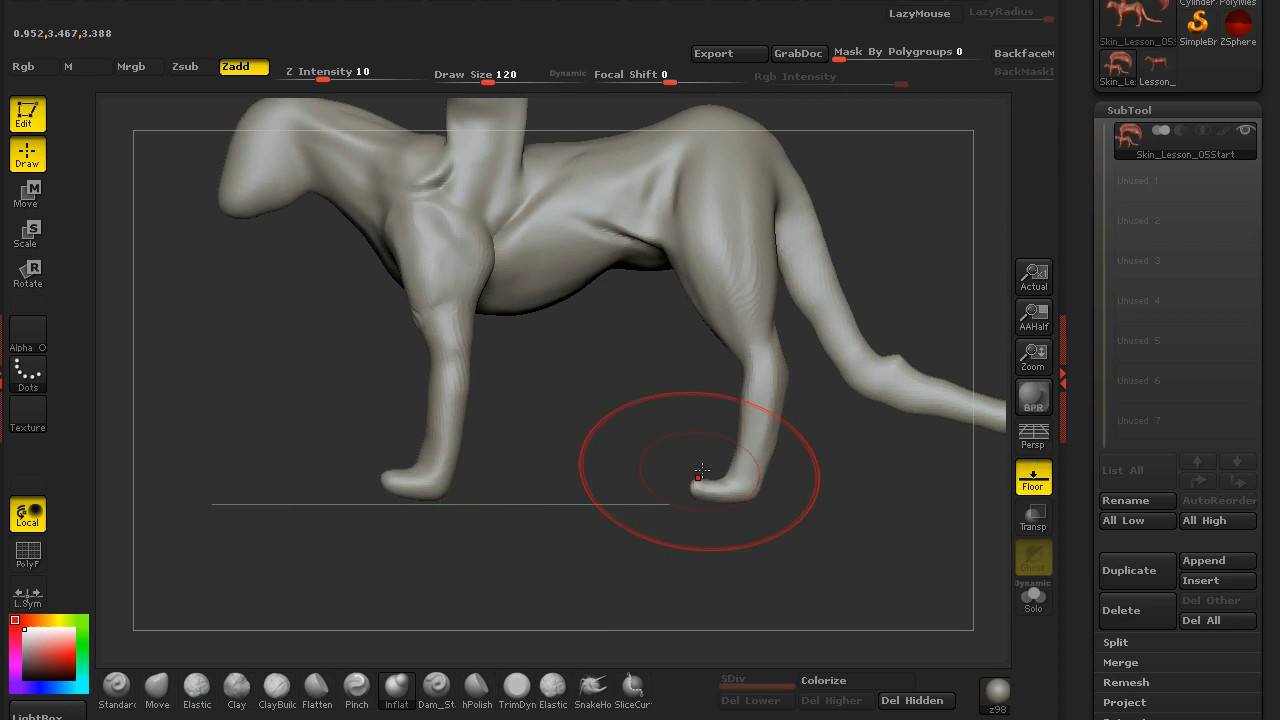 LazyMouse LazyRadius
Cylinder PolyMes
Skin_Lesson_05S SimpleBr ZSphere
0.952,3.467,3.388
Export GrabDoc Mask By Polygroups 0 BackfaceM
Rgb M Mrgb Zsub Zadd Z Intensity 10 Draw Size 120 Dynamic Focal Shift 0 Rgb Intensity BackMaskI
Skin_Le Lesson_
SubTool
Skin_Lesson_05Start
Unused 1
Unused 2
Unused 3
Unused 4
Unused 5
Unused 6
Unused 7
Edit
Draw
Move
Scale
Rotate
Alpha O
Dots
Texture
Local
PolyF
L.Sym
Actual
AAHalf
Zoom
BPR
Persp
Floor
Transp
Ghost
Dynamic
Solo
List All
Rename AutoReorder
All Low All High
Duplicate Append
Insert
Delete Del Other
Del All
Split
Merge
Remesh
Project
LightBox
Standarc Move Elastic Clay ClayBuilc Flatten Pinch Inflat Dam_St hPolish TrimDyn Elastic SnakeHo SliceCur
SDiv Colorize
Del Lower Del Higher Del Hidden
z98